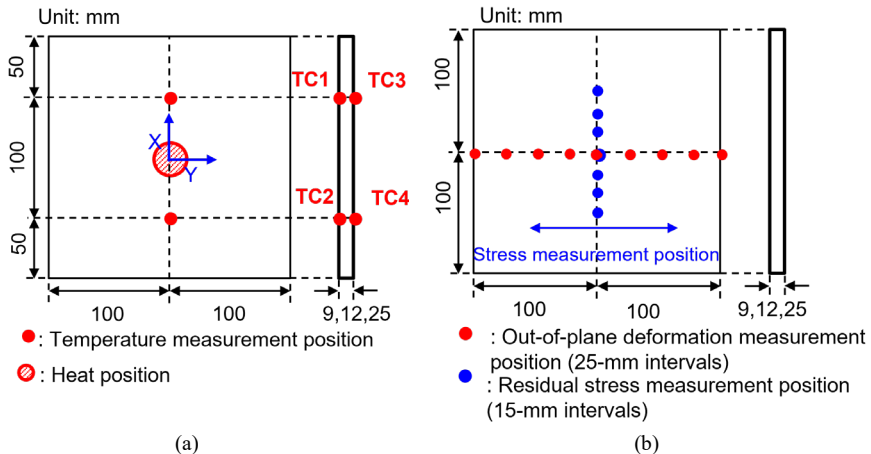 Unit: mm
50
100
50
TC1
TC3
X
Y
TC2
TC4
100
100
9,12,25
: Temperature measurement position
: Heat position
(a)
Unit: mm
100
100
Stress measurement position
100
100
9,12,25
: Out-of-plane deformation measurement
position (25-mm intervals)
: Residual stress measurement position
(15-mm intervals)
(b)